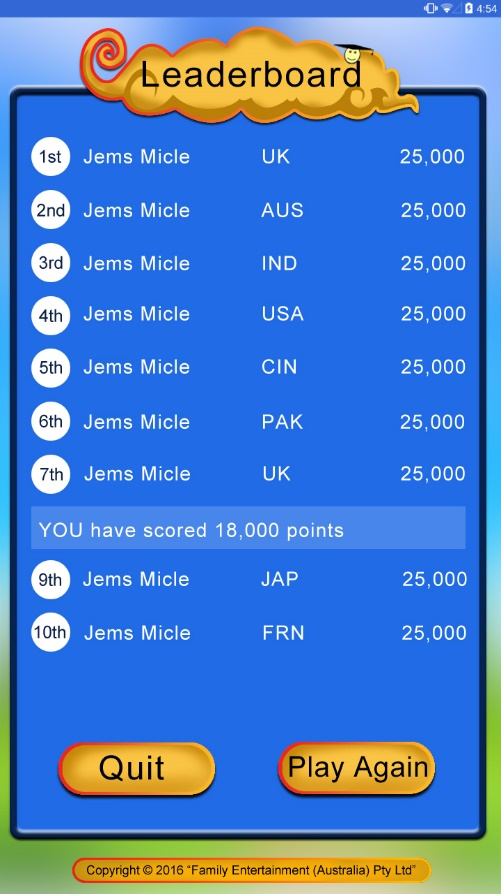 4:54
Leaderboard
1st Jems Micle UK 25,000
2nd Jems Micle AUS 25,000
3rd Jems Micle IND 25,000
4th Jems Micle USA 25,000
5th Jems Micle CIN 25,000
6th Jems Micle PAK 25,000
7th Jems Micle UK 25,000
YOU have scored 18,000 points
9th Jems Micle JAP 25,000
10th Jems Micle FRN 25,000
Quit Play Again
Copyright © 2016 “Family Entertainment (Australia) Pty Ltd”